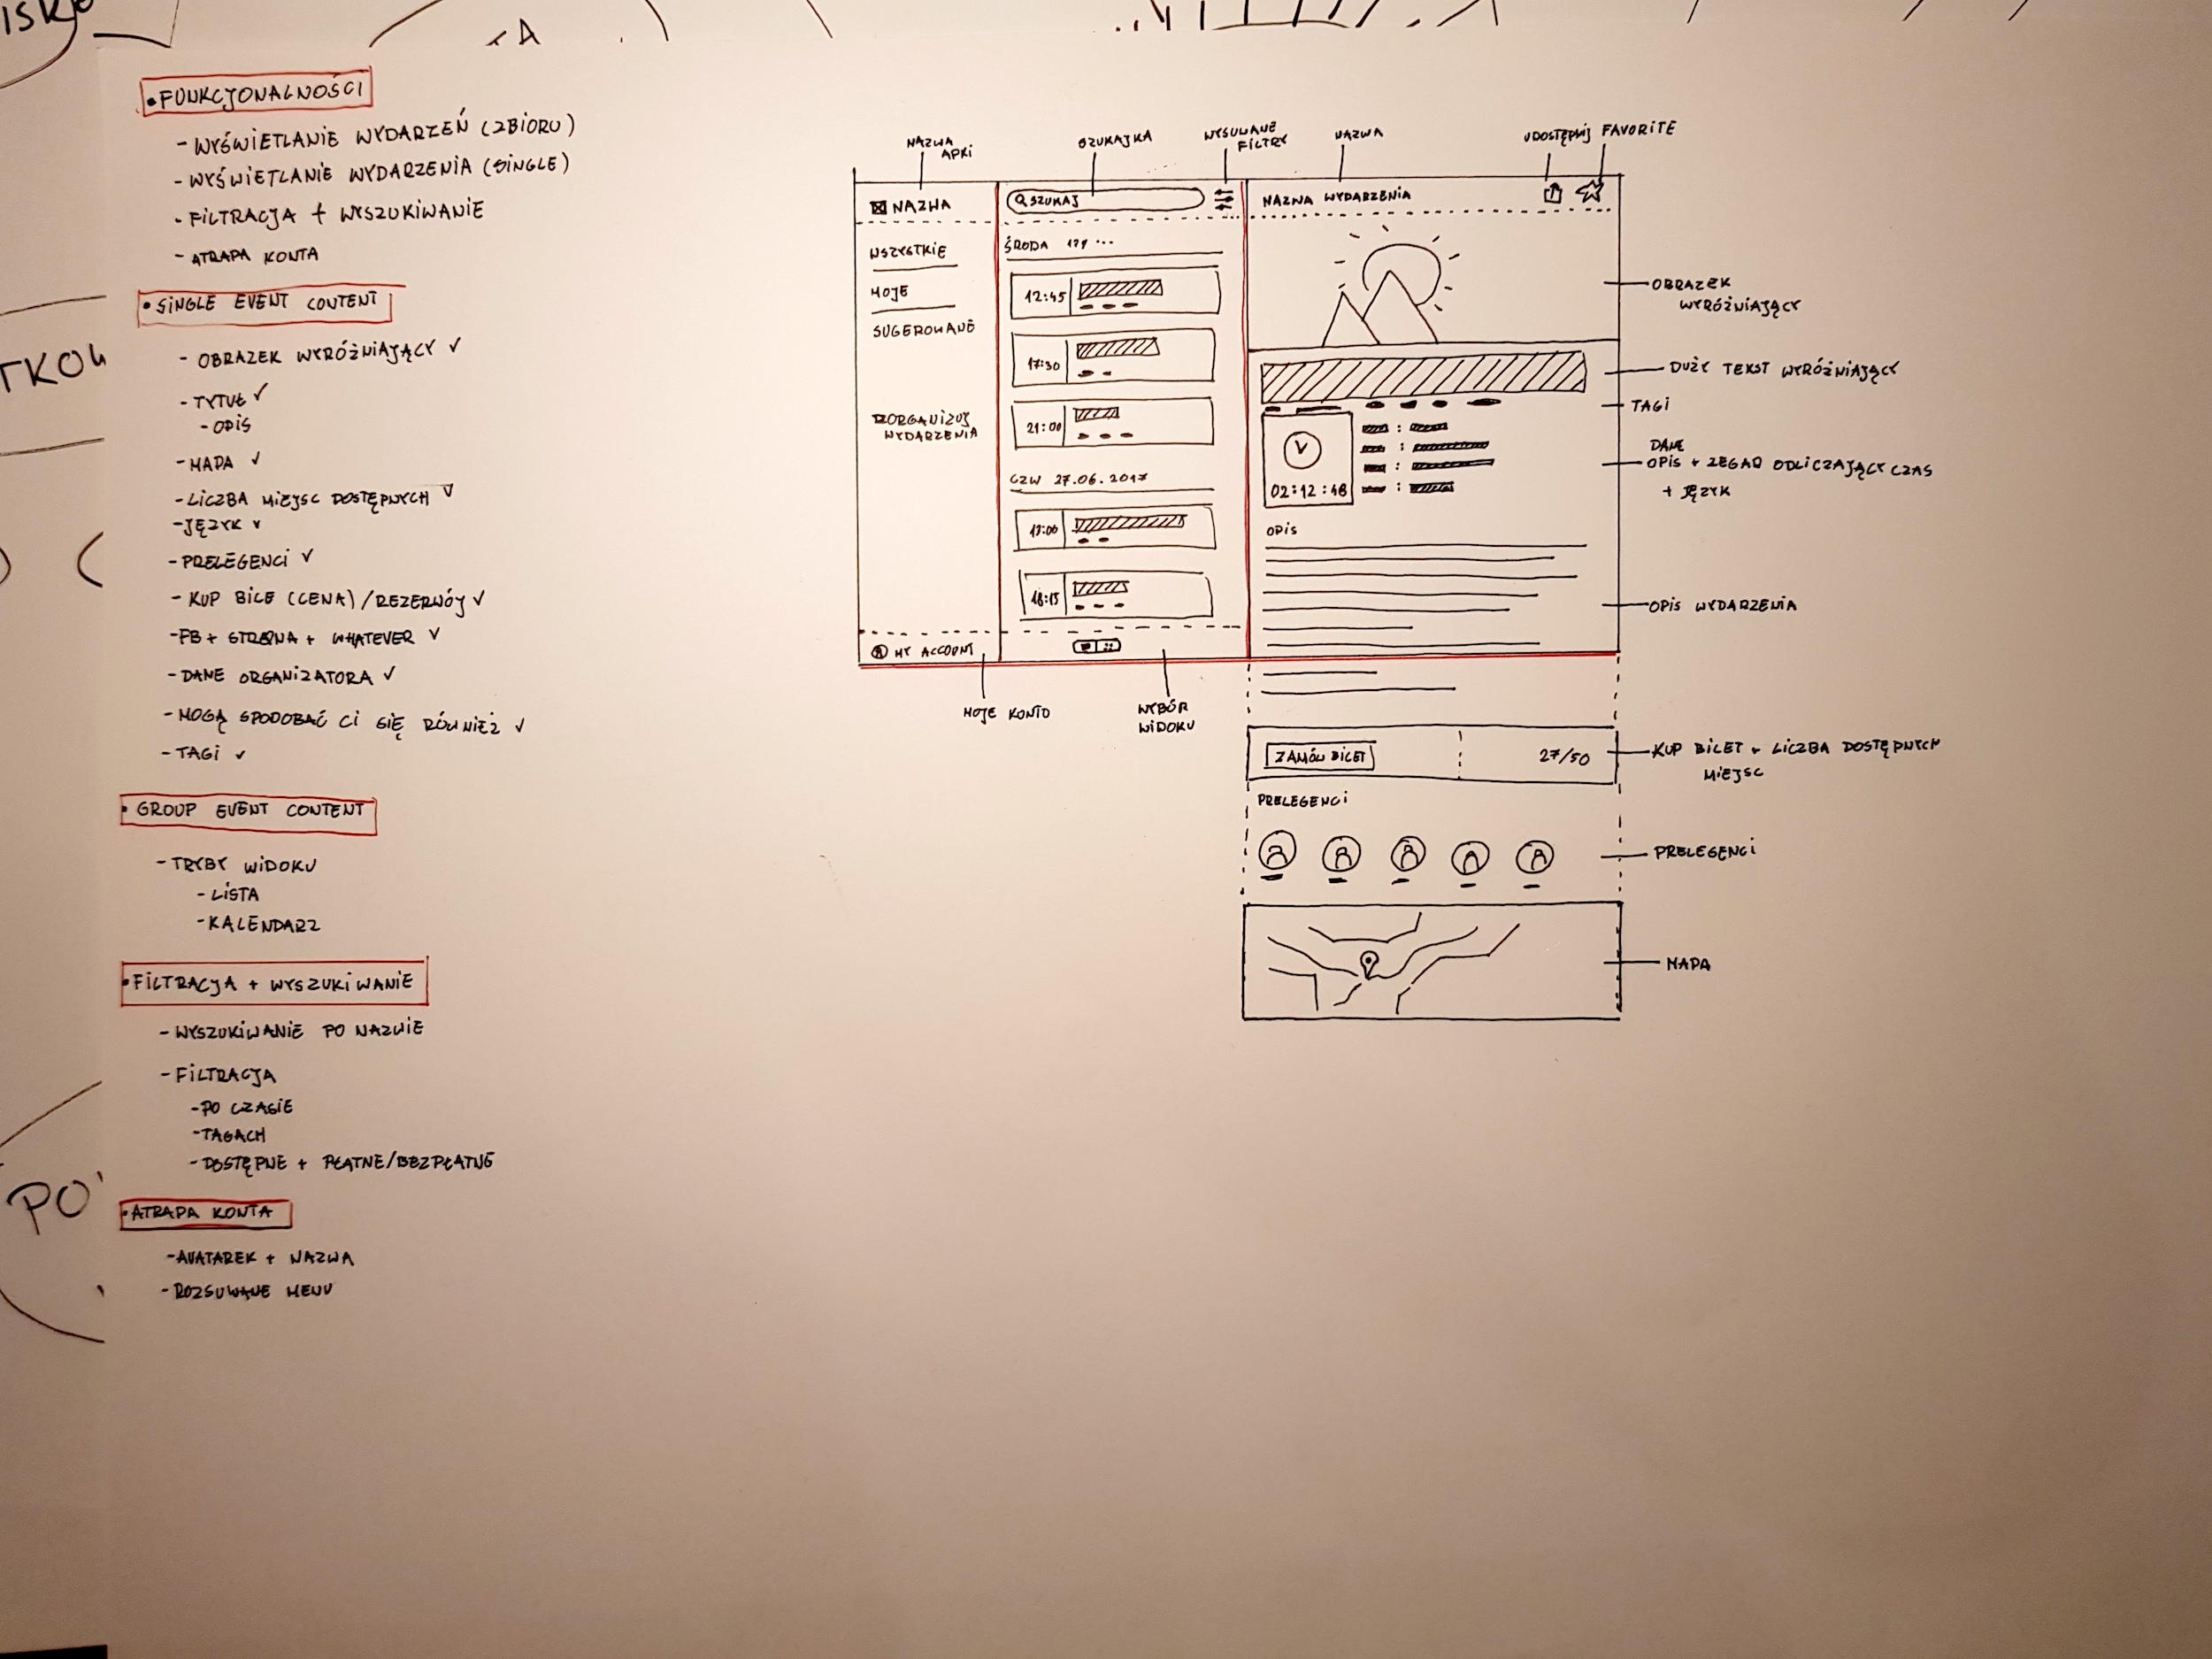 • FUNKCJONALNOŚCI
- WYŚWIETLANIE WYDARZEŃ (ZBIORU)
- WYŚWIETLANIE WYDARZENIA (SINGLE)
- FILTRACJA + WYSZUKIWANIE
- ATRAPA KONTA
• SINGLE EVENT CONTENT
- OBRAZEK WYRÓŻNIAJĄCY ✓
- TYTUŁ ✓
- OPIS
- MAPA ✓
- LICZBA MIEJSC DOSTĘPNYCH ✓
- JĘZYK ✓
- PRELEGENCI ✓
- KUP BILE (CENA)/REZERWÓJ ✓
- FB + STRONA + WHATEVER ✓
- DANE ORGANIZATORA ✓
- MOGĄ SPODOBAĆ CI SIĘ RÓWNIEŻ ✓
- TAGI ✓
• GROUP EVENT CONTENT
- TRYBY WIDOKU
- LISTA
- KALENDARZ
• FILTRACJA + WYSZUKIWANIE
- WYSZUKIWANIE PO NAZWIE
- FILTRACJA
- PO CZASIE
- TAGACH
- DOSTĘPNE + PŁATNE/BEZPŁATNE
• ATRAPA KONTA
- AVATAREK + NAZWA
- ROZSUWANE MENU
NAZWA
APKI
SZUKAJKA
WYSUWANE
FILTRY
NAZWA
UDOSTĘPNIJ
FAVORITE
NAZWA
WSZYSTKIE
MOJE
SUGEROWANE
ZORGANIZUJ
WYDARZENIA
MY ACCOUNT
SZUKAJ
ŚRODA
12:45
17:30
21:00
CZW 27.06.2017
13:00
18:15
NAZWA WYDARZENIA
02:12:48
OPIS
ZAMÓW BILET
27/50
PRELEGENCI
MOJE KONTO
WYBÓR
WIDOKU
OBRAZEK
WYRÓŻNIAJĄCY
DUŻY TEKST WYRÓŻNIAJĄCY
TAGI
DANE
OPIS + ZEGAR ODLICZAJĄCY CZAS
+ JĘZYK
OPIS WYDARZENIA
KUP BILET + LICZBA DOSTĘPNYCH
MIEJSC
PRELEGENCI
MAPA
TKOW
PO